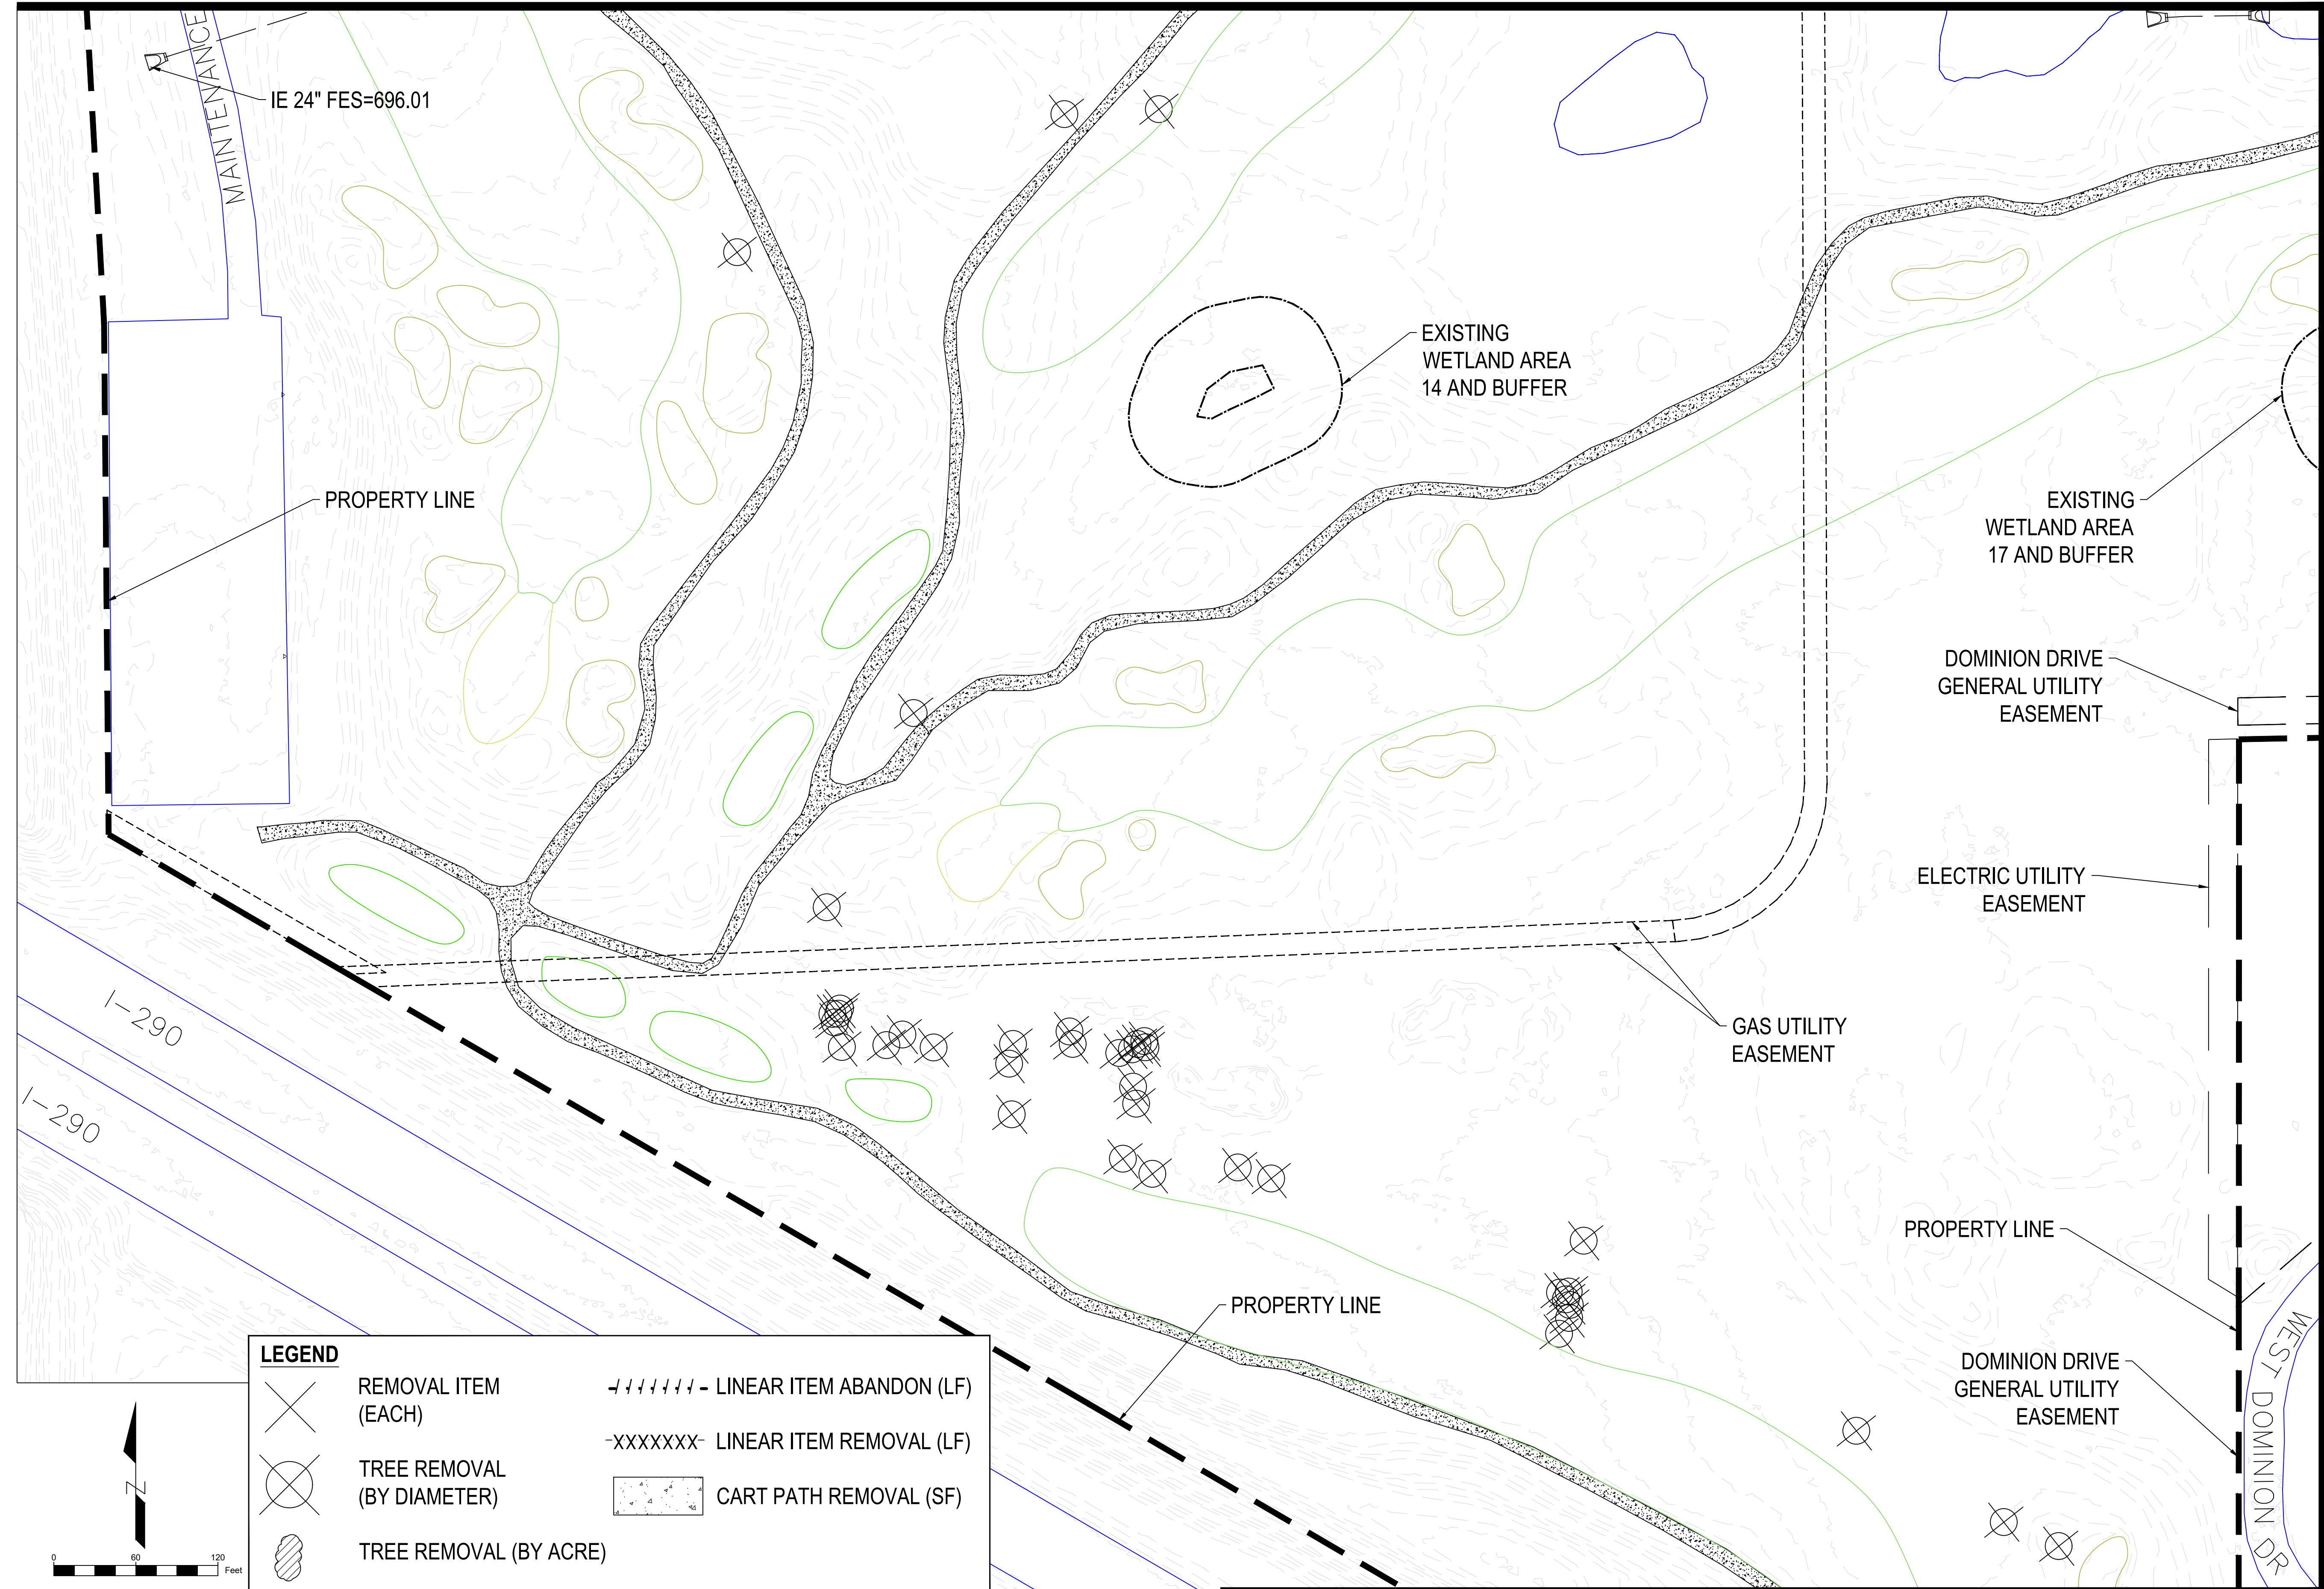 MAINTENANCE
IE 24" FES=696.01
EXISTING
WETLAND AREA
14 AND BUFFER
PROPERTY LINE
EXISTING
WETLAND AREA
17 AND BUFFER
DOMINION DRIVE
GENERAL UTILITY
EASEMENT
ELECTRIC UTILITY
EASEMENT
I-290
I-290
GAS UTILITY
EASEMENT
PROPERTY LINE
PROPERTY LINE
DOMINION DRIVE
GENERAL UTILITY
EASEMENT
WEST DOMINION DR
LEGEND
REMOVAL ITEM
(EACH)
TREE REMOVAL
(BY DIAMETER)
TREE REMOVAL (BY ACRE)
LINEAR ITEM ABANDON (LF)
-XXXXXXX- LINEAR ITEM REMOVAL (LF)
CART PATH REMOVAL (SF)
N
0 60 120
Feet